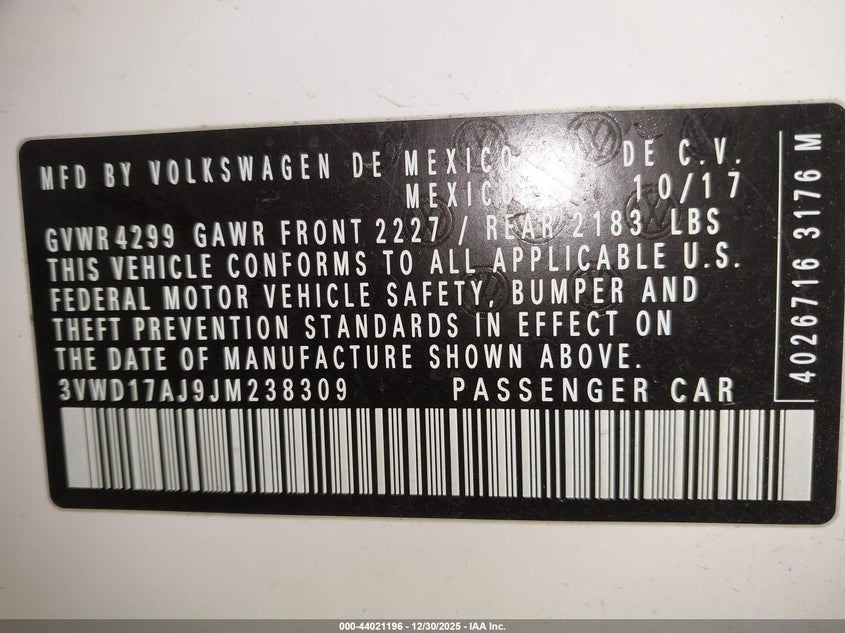 MFD BY VOLKSWAGEN DE MEXICO DE C.V.
MEXICO 10/17
GVWR 4299 GAWR FRONT 2227 / REAR 2183 LBS
THIS VEHICLE CONFORMS TO ALL APPLICABLE U.S.
FEDERAL MOTOR VEHICLE SAFETY, BUMPER AND
THEFT PREVENTION STANDARDS IN EFFECT ON
THE DATE OF MANUFACTURE SHOWN ABOVE.
3VWD17AJ9JM238309 PASSENGER CAR
4026716 3176 M
000-44021196 - 12/30/2025 - IAA Inc.